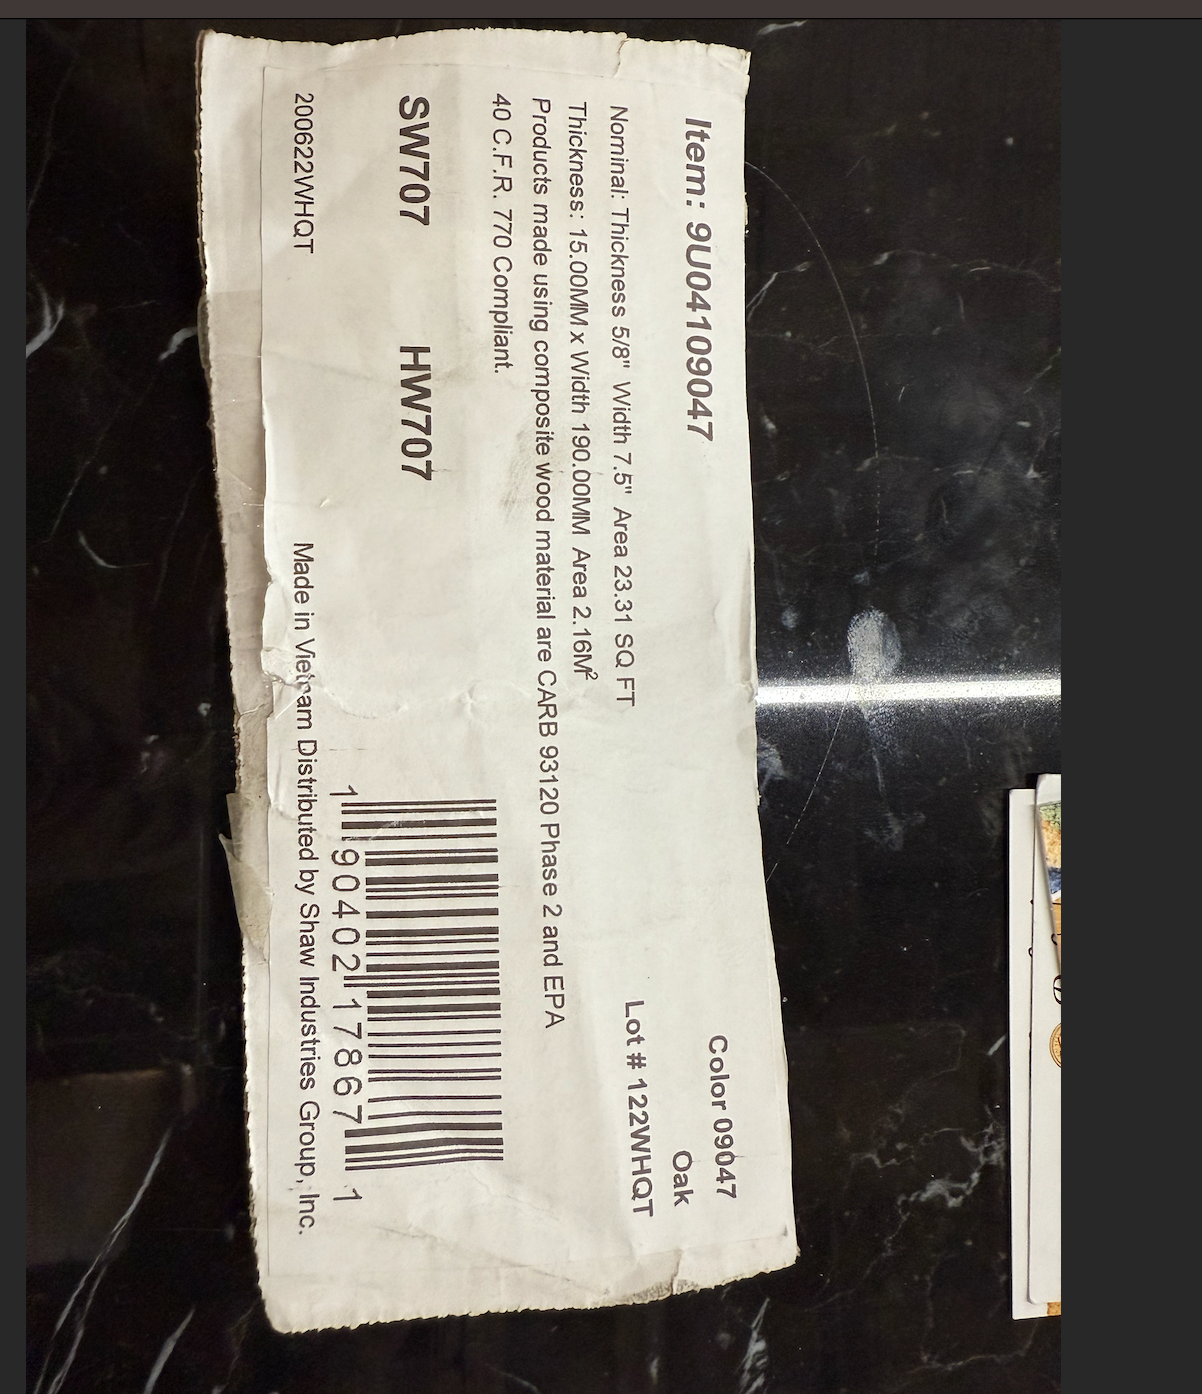 Item: 9U04109047
Color 09047
Oak
Nominal: Thickness 5/8" Width 7.5" Area 23.31 SQ FT
Lot # 122WHQT
Thickness: 15.00MM x Width 190.00MM Area 2.16M²
Products made using composite wood material are CARB 93120 Phase 2 and EPA
40 C.F.R. 770 Compliant.
SW707 HW707
1 90402 17867 1
200622WHQT Made in Vietnam Distributed by Shaw Industries Group, Inc.